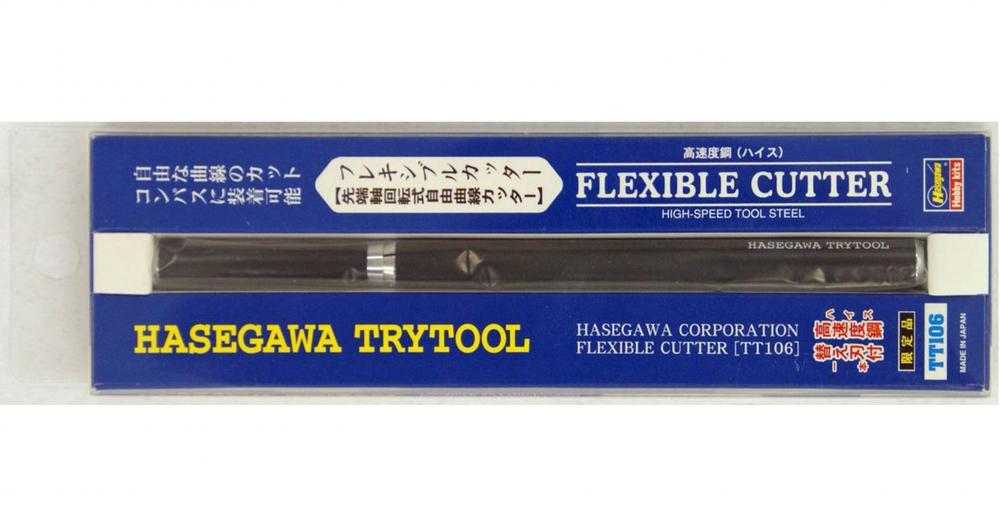 自由な曲線のカット
コンパスに装着可能
フレキシブルカッター
【先端軸回転式自由曲線カッター】
高速度鋼（ハイス）
FLEXIBLE CUTTER
HIGH-SPEED TOOL STEEL
Hasegawa
Hobby kits
HASEGAWA TRYTOOL
HASEGAWA TRYTOOL
HASEGAWA CORPORATION
FLEXIBLE CUTTER [TT106]
ハイス
高速度鋼
替え刃付
一本
限定品
TT106
MADE IN JAPAN